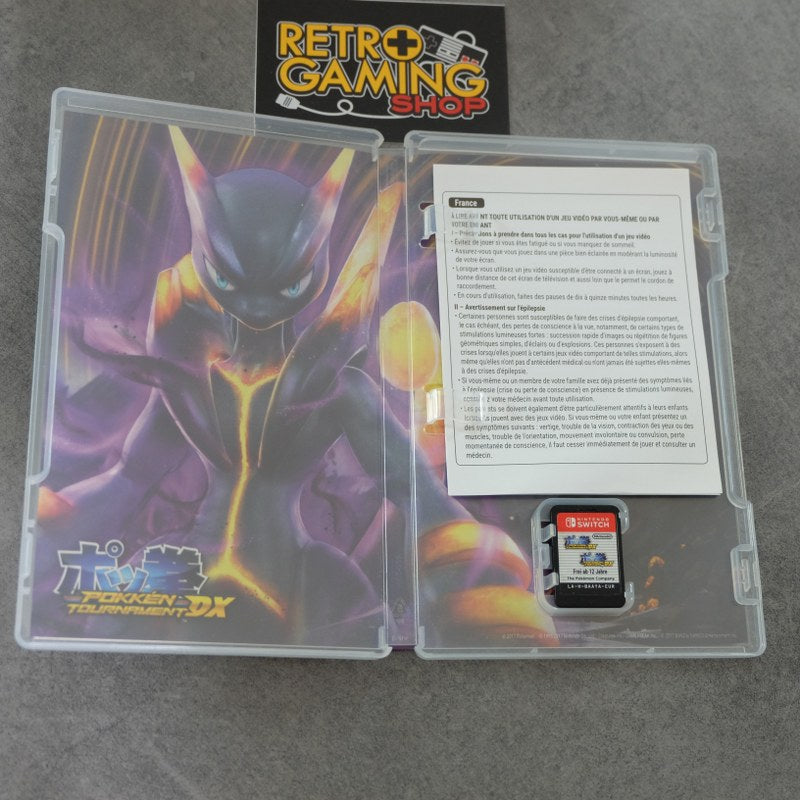 RETRO
GAMING
SHOP
France
À LIRE AVANT TOUTE UTILISATION D'UN JEU VIDÉO PAR VOUS-MÊME OU PAR
VOTRE ENFANT
I – Précautions à prendre dans tous les cas pour l'utilisation d'un jeu vidéo
• Évitez de jouer si vous êtes fatigué ou si vous manquez de sommeil.
• Assurez-vous que vous jouez dans une pièce bien éclairée en modérant la luminosité
de votre écran.
• Lorsque vous utilisez un jeu vidéo susceptible d'être connecté à un écran, jouez à
bonne distance de cet écran de télévision et aussi loin que le permet le cordon de
raccordement.
• En cours d'utilisation, faites des pauses de dix à quinze minutes toutes les heures.
II – Avertissement sur l'épilepsie
• Certaines personnes sont susceptibles de faire des crises d'épilepsie comportant,
le cas échéant, des pertes de conscience à la vue, notamment, de certains types de
stimulations lumineuses fortes : succession rapide d'images ou répétition de figures
géométriques simples, d'éclairs ou d'explosions. Ces personnes s'exposent à des
crises lorsqu'elles jouent à certains jeux vidéo comportant de telles stimulations, alors
même qu'elles n'ont pas d'antécédent médical ou n'ont jamais été sujettes elles-mêmes
à des crises d'épilepsie.
• Si vous-même ou un membre de votre famille avez déjà présenté des symptômes liés
à l'épilepsie (crise ou perte de conscience) en présence de stimulations lumineuses,
consultez votre médecin avant toute utilisation.
• Les parents se doivent également d'être particulièrement attentifs à leurs enfants
lorsqu'ils jouent avec des jeux vidéo. Si vous-même ou votre enfant présentez un
des symptômes suivants : vertige, trouble de la vision, contraction des yeux ou des
muscles, trouble de l'orientation, mouvement involontaire ou convulsion, perte
momentanée de conscience, il faut cesser immédiatement de jouer et consulter un
médecin.
NINTENDO
SWITCH
Nintendo
Frei ab 12 Jahre
The Pokémon Company
LA-H-BAAYA-EUR
ポッ拳
POKKÉN
TOURNAMENT DX